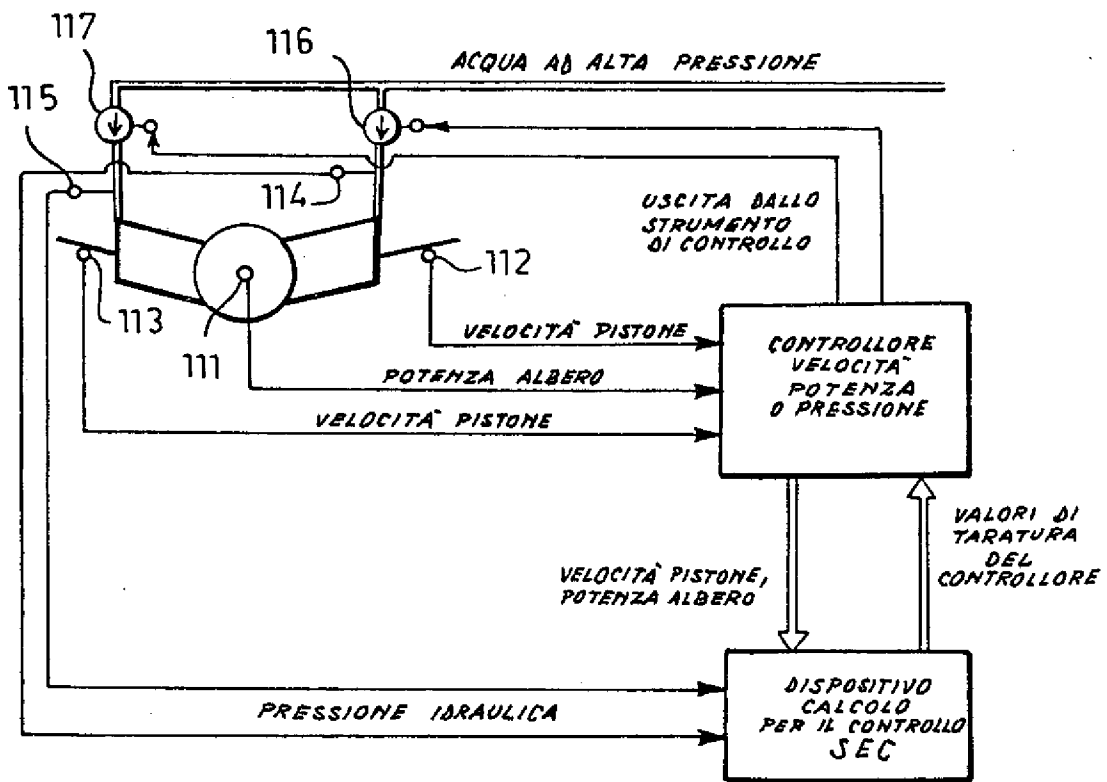 117
116
ACQUA AD ALTA PRESSIONE
115
114
USCITA DALLO
STRUMENTO
DI CONTROLLO
112
113
111
VELOCITÀ PISTONE
CONTROLLORE
VELOCITÀ
POTENZA
O PRESSIONE
POTENZA ALBERO
VELOCITÀ PISTONE
VALORI DI
TARATURA
DEL
CONTROLLORE
VELOCITÀ PISTONE,
POTENZA ALBERO
DISPOSITIVO
CALCOLO
PER IL CONTROLLO
SEC
PRESSIONE IDRAULICA